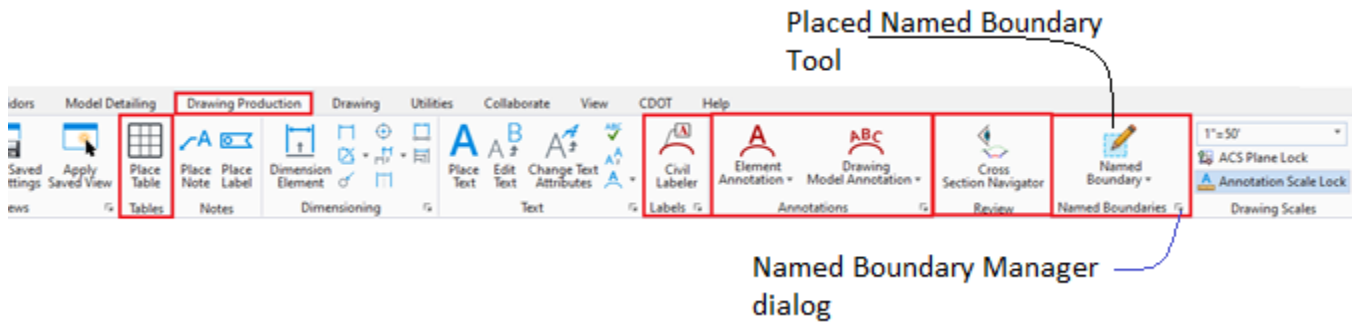 Placed Named Boundary
Tool
dors Model Detailing Drawing Production Drawing Utilities Collaborate View CDOT Help
Saved Apply Place Place Place Dimension Place Edit Change Text Civil Element Drawing Cross Named 1"=50'
ttings Saved View Table Note Label Element Text Text Attributes Labeler Annotation Model Annotation Section Navigator Boundary ACS Plane Lock
Annotation Scale Lock
ews Tables Notes Dimensioning Text Labels Annotations Review Named Boundaries Drawing Scales
Named Boundary Manager
dialog